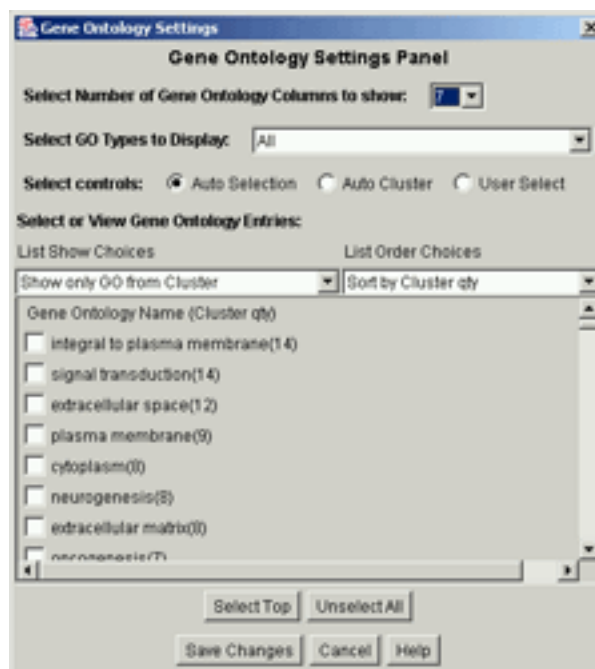 Gene Ontology Settings
Gene Ontology Settings Panel
Select Number of Gene Ontology Columns to show: 7
Select GO Types to Display: All
Select controls: Auto Selection Auto Cluster User Select
Select or View Gene Ontology Entries:
List Show Choices List Order Choices
Show only GO from Cluster Sort by Cluster qty
Gene Ontology Name (Cluster qty)
integral to plasma membrane(14)
signal transduction(14)
extracellular space(12)
plasma membrane(9)
cytoplasm(8)
neurogenesis(8)
extracellular matrix(8)
oncogenesis(7)
Select Top Unselect All
Save Changes Cancel Help